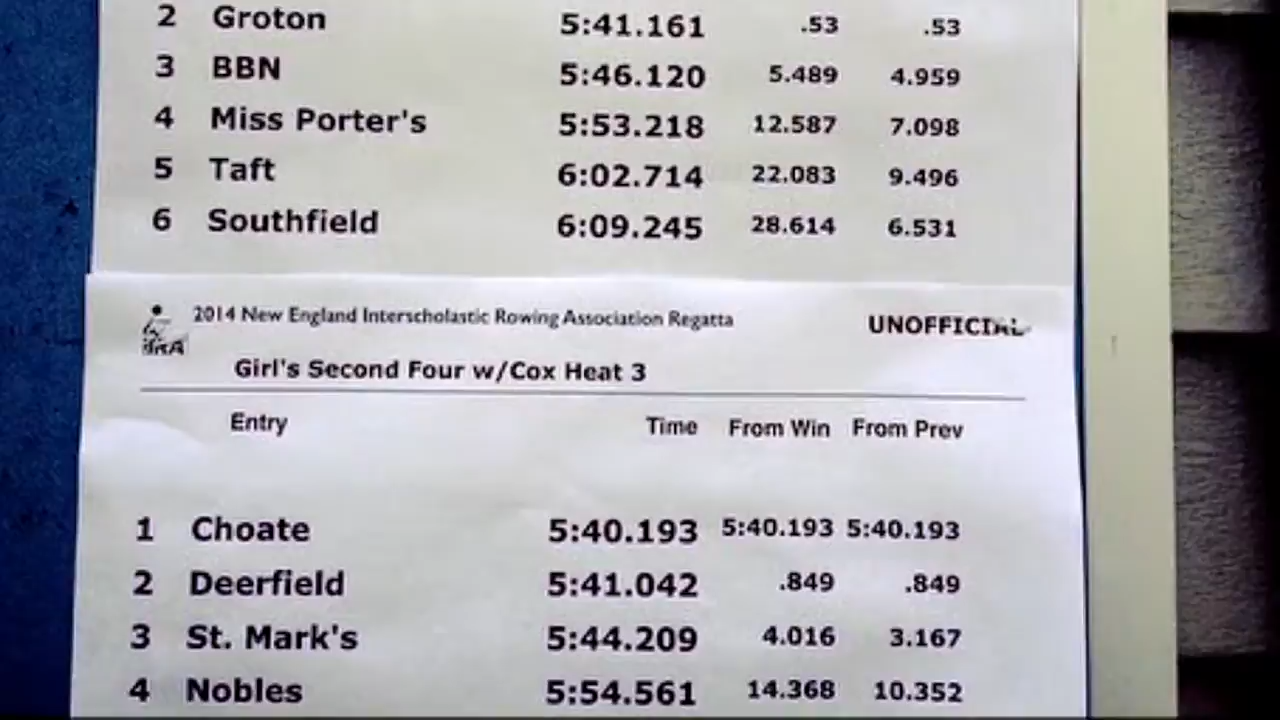 2 Groton 5:41.161 .53 .53
3 BBN 5:46.120 5.489 4.959
4 Miss Porter's 5:53.218 12.587 7.098
5 Taft 6:02.714 22.083 9.496
6 Southfield 6:09.245 28.614 6.531
2014 New England Interscholastic Rowing Association Regatta UNOFFICIAL
Girl's Second Four w/Cox Heat 3
Entry Time From Win From Prev
1 Choate 5:40.193 5:40.193 5:40.193
2 Deerfield 5:41.042 .849 .849
3 St. Mark's 5:44.209 4.016 3.167
4 Nobles 5:54.561 14.368 10.352